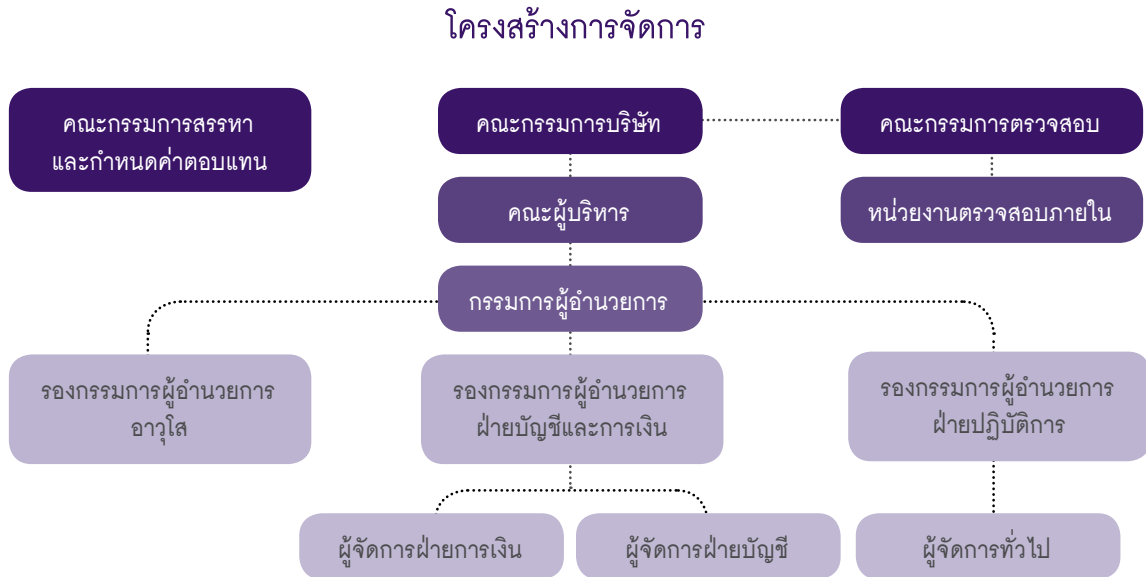 โครงสร้างการจัดการ
คณะกรรมการสรรหา
และกำหนดค่าตอบแทน
คณะกรรมการบริษัท
คณะกรรมการตรวจสอบ
คณะผู้บริหาร
หน่วยงานตรวจสอบภายใน
กรรมการผู้อำนวยการ
รองกรรมการผู้อำนวยการ
อาวุโส
รองกรรมการผู้อำนวยการ
ฝ่ายบัญชีและการเงิน
รองกรรมการผู้อำนวยการ
ฝ่ายปฏิบัติการ
ผู้จัดการฝ่ายการเงิน
ผู้จัดการฝ่ายบัญชี
ผู้จัดการทั่วไป